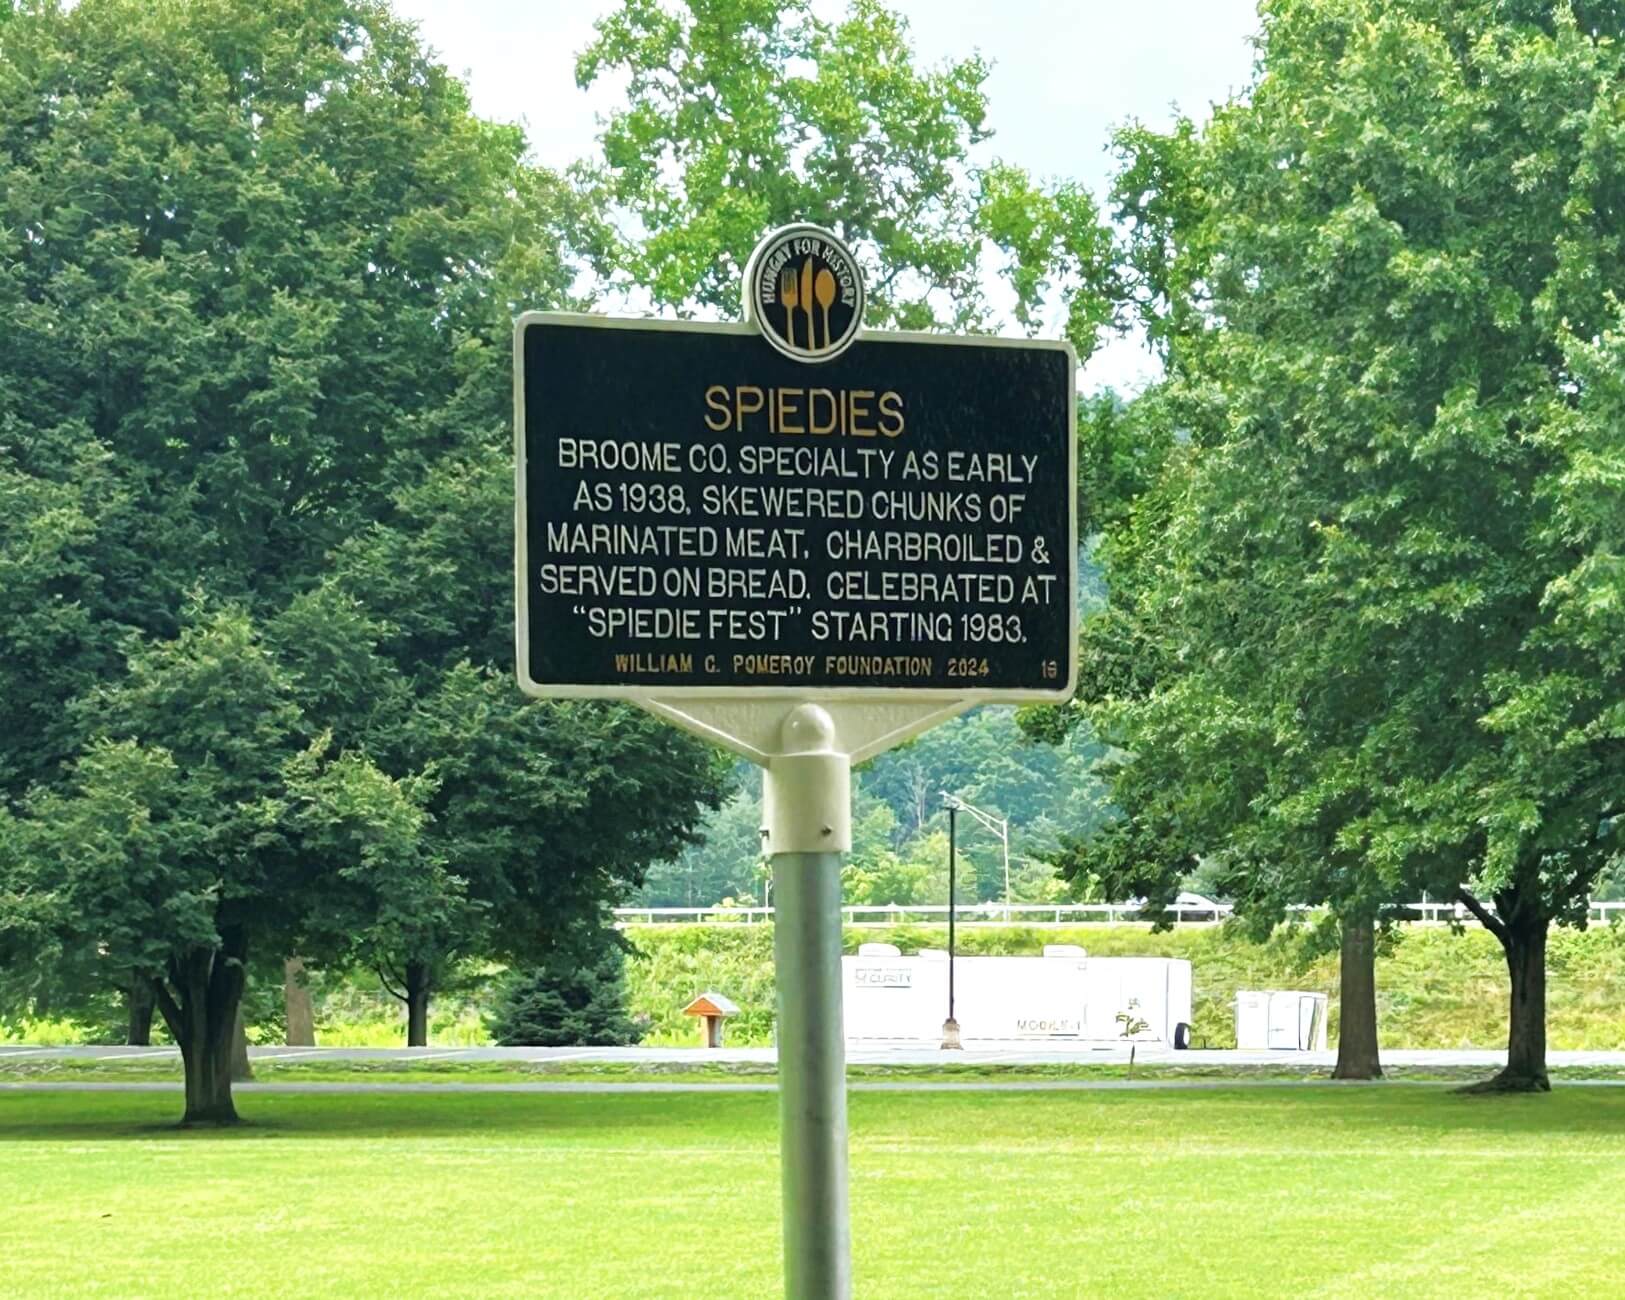 HUNGRY FOR HISTORY
SPIEDIES
BROOME CO. SPECIALTY AS EARLY
AS 1938. SKEWERED CHUNKS OF
MARINATED MEAT, CHARBROILED &
SERVED ON BREAD. CELEBRATED AT
“SPIEDIE FEST” STARTING 1983.
WILLIAM G. POMEROY FOUNDATION 2024